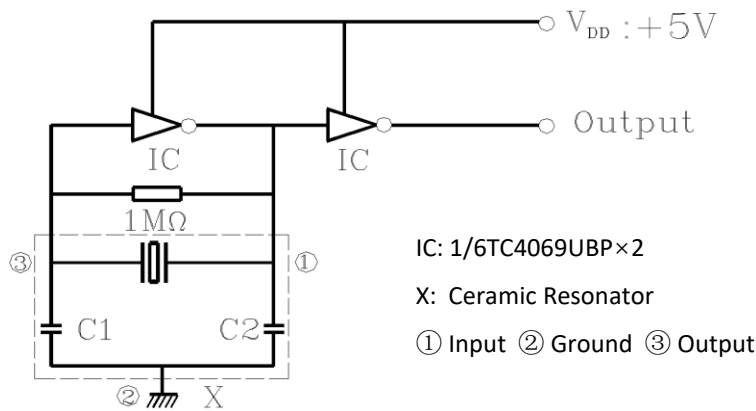 V_DD :+5V
Output
IC
IC
1MΩ
③
①
C1
C2
②
X
IC: 1/6TC4069UBP×2
X: Ceramic Resonator
① Input ② Ground ③ Output